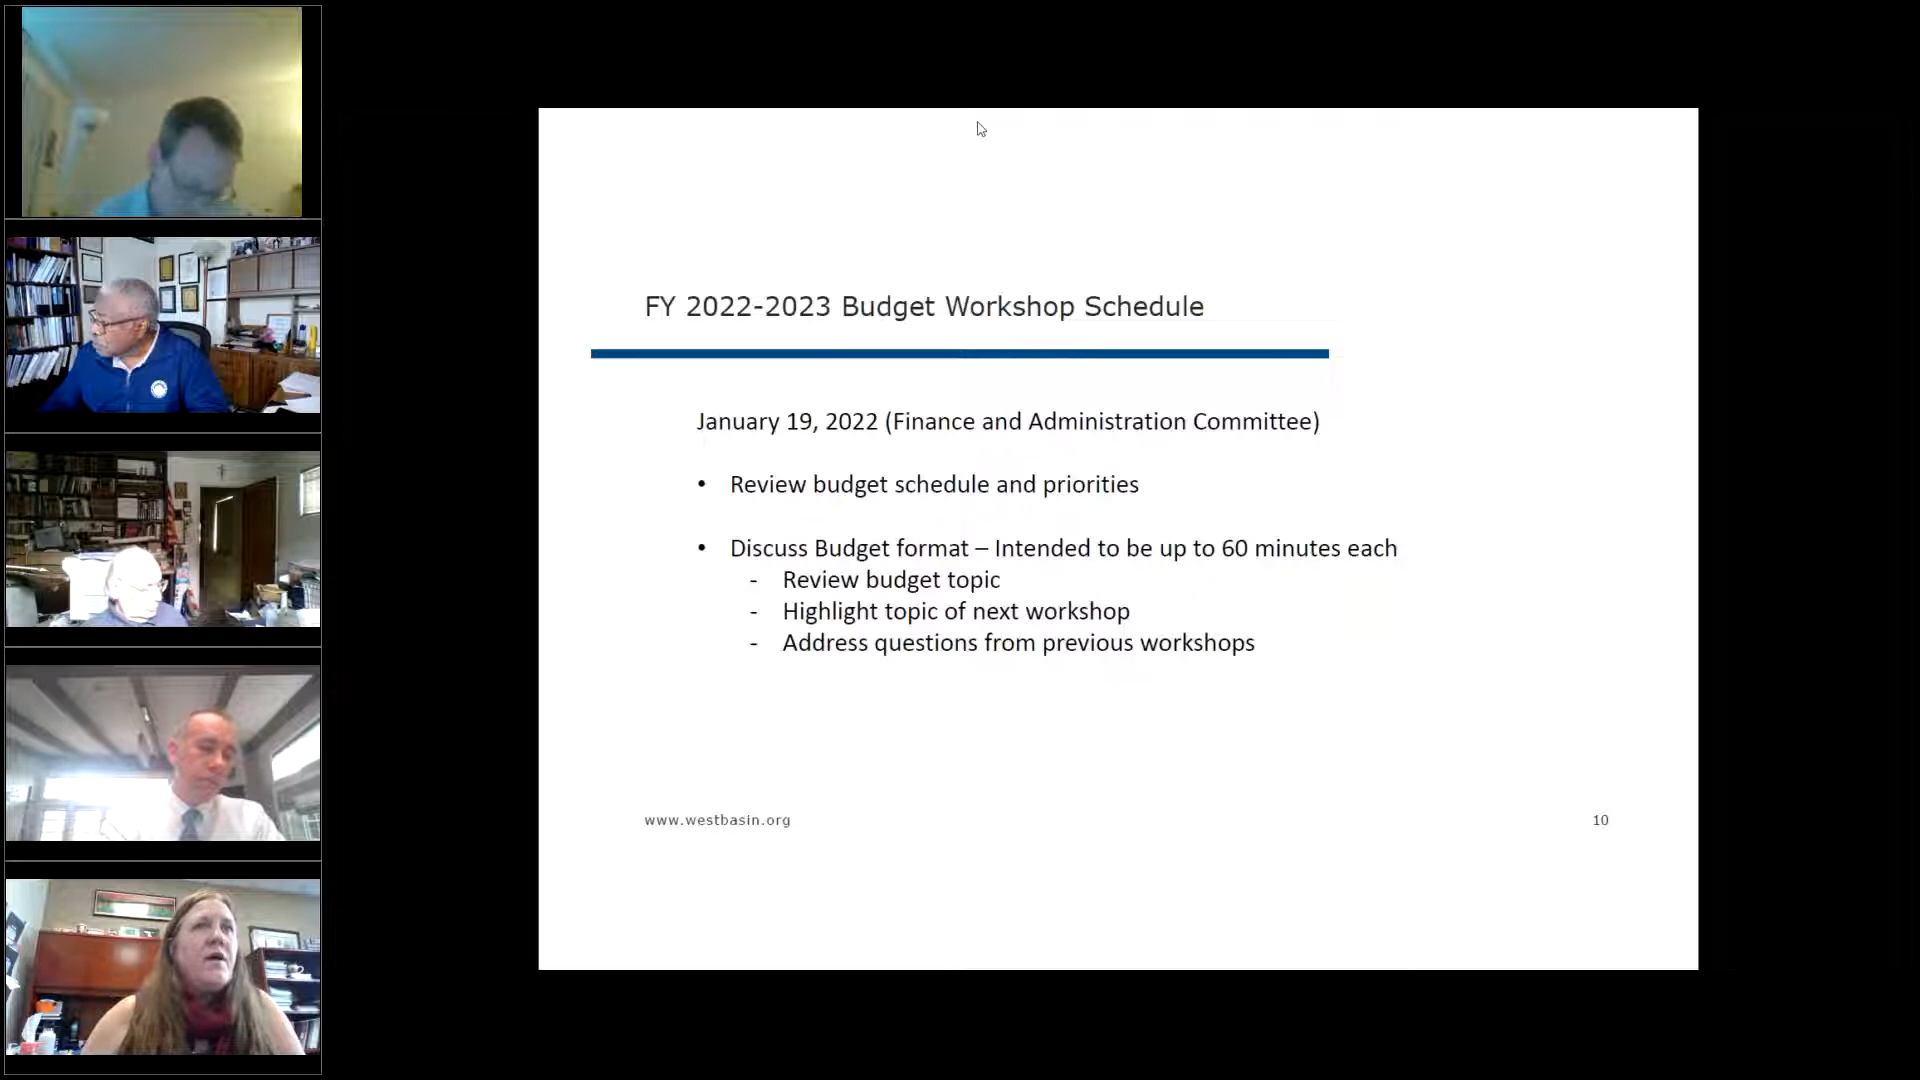 FY 2022-2023 Budget Workshop Schedule
January 19, 2022 (Finance and Administration Committee)
• Review budget schedule and priorities
• Discuss Budget format – Intended to be up to 60 minutes each
- Review budget topic
- Highlight topic of next workshop
- Address questions from previous workshops
www.westbasin.org
10